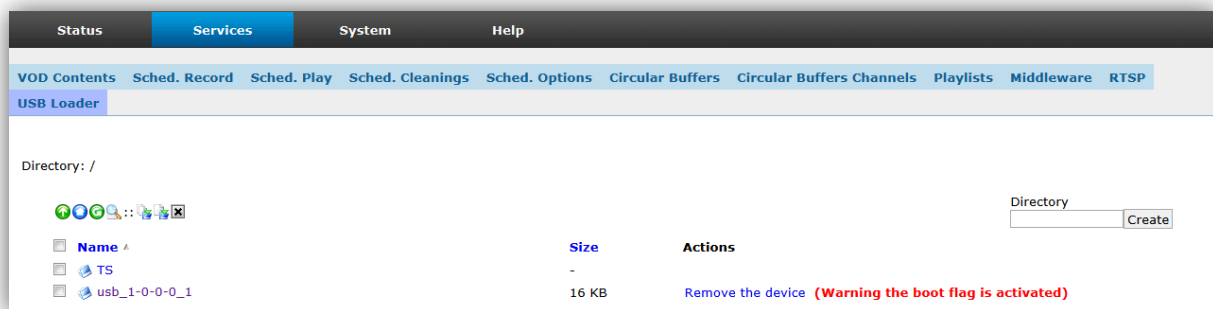 Status Services System Help
VOD Contents Sched. Record Sched. Play Sched. Cleanings Sched. Options Circular Buffers Circular Buffers Channels Playlists Middleware RTSP
USB Loader
Directory: /
Directory
::
Create
Name Size Actions
TS -
usb_1-0-0-0_1 16 KB Remove the device (Warning the boot flag is activated)